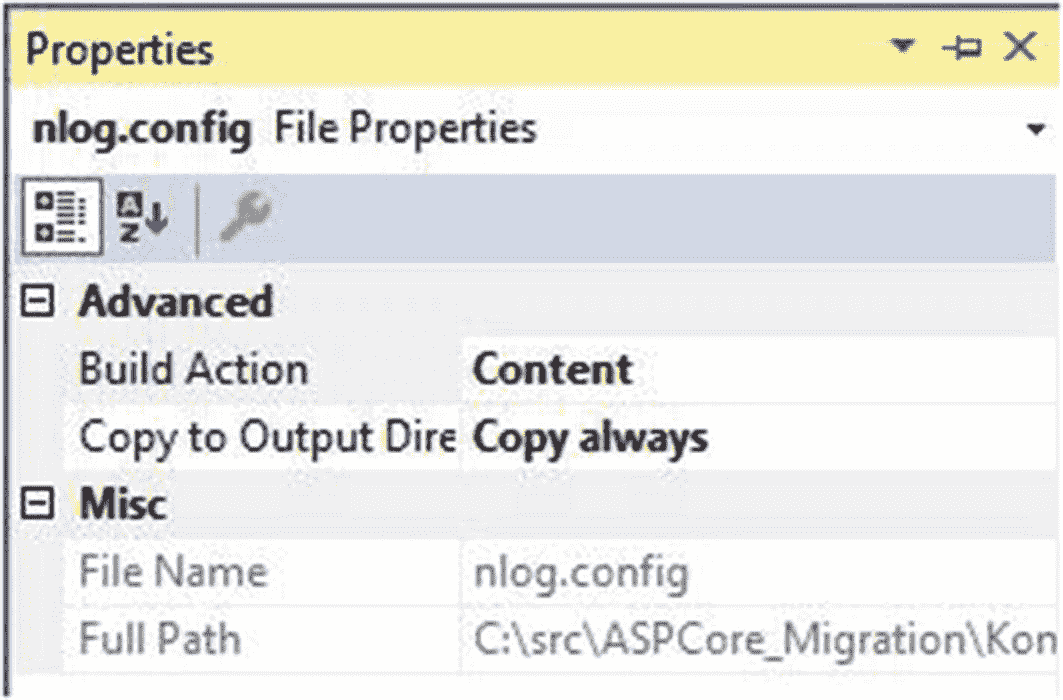 Properties
nlog.config File Properties
A
Z
Advanced
Build Action Content
Copy to Output Dire Copy always
Misc
File Name nlog.config
Full Path C:\src\ASPCore_Migration\Kon